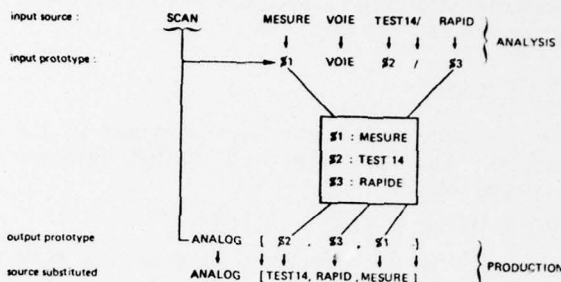 input source : SCAN MESURE VOIE TEST14/ RAPID
ANALYSIS
input prototype : $1 VOIE $2 / $3
$1 : MESURE
$2 : TEST 14
$3 : RAPIDE
output prototype ANALOG [ $2 , $3 , $1 ]
PRODUCTION
source substituted ANALOG [TEST14, RAPID, MESURE ]